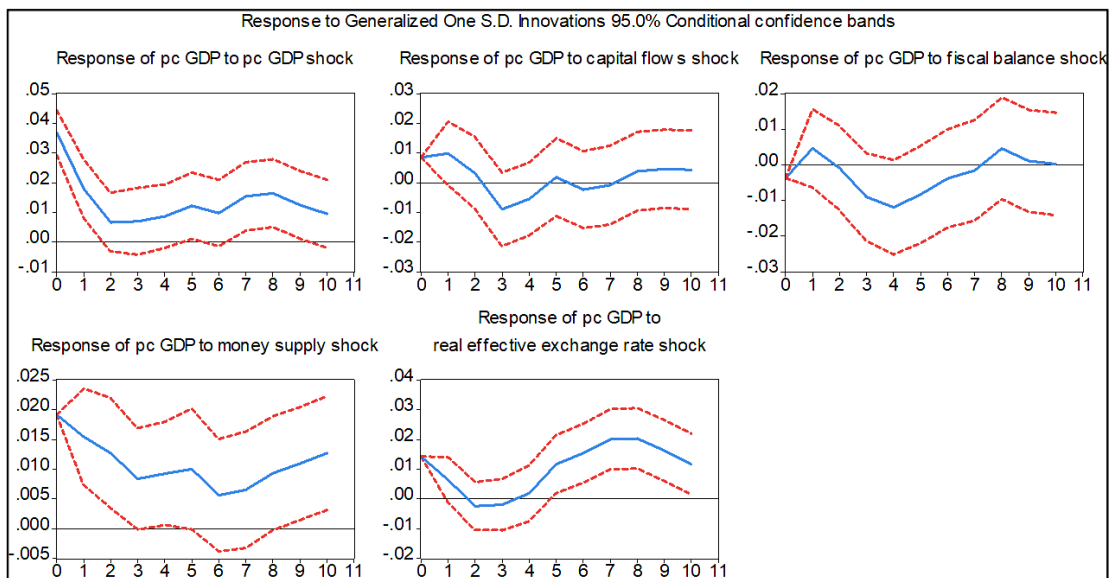 Response to Generalized One S.D. Innovations 95.0% Conditional confidence bands
Response of pc GDP to pc GDP shock
.05
.04
.03
.02
.01
.00
-.01
0 1 2 3 4 5 6 7 8 9 10 11
Response of pc GDP to capital flows shock
.03
.02
.01
.00
-.01
-.02
-.03
0 1 2 3 4 5 6 7 8 9 10 11
Response of pc GDP to fiscal balance shock
.02
.01
.00
-.01
-.02
-.03
0 1 2 3 4 5 6 7 8 9 10 11
Response of pc GDP to money supply shock
.025
.020
.015
.010
.005
.000
-.005
0 1 2 3 4 5 6 7 8 9 10 11
Response of pc GDP to
real effective exchange rate shock
.04
.03
.02
.01
.00
-.01
-.02
0 1 2 3 4 5 6 7 8 9 10 11